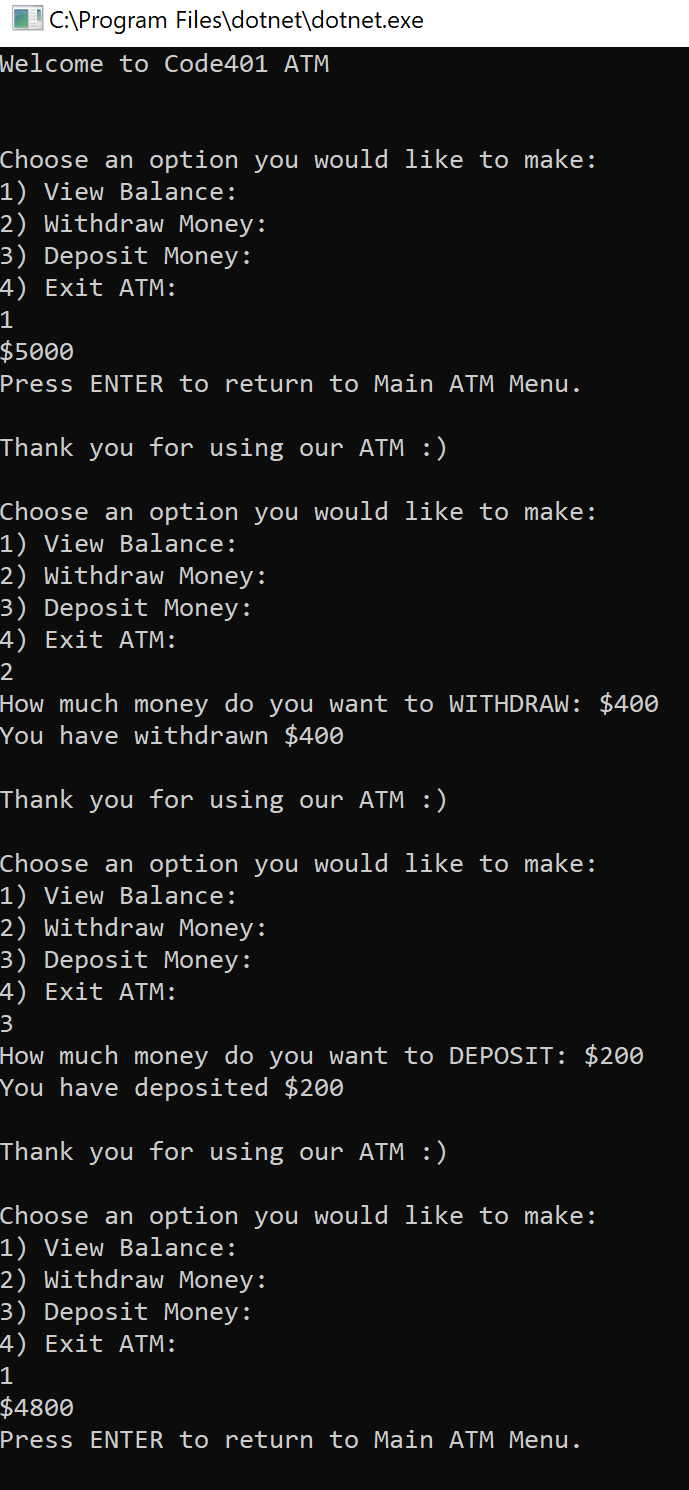 C:\Program Files\dotnet\dotnet.exe
Welcome to Code401 ATM
Choose an option you would like to make:
1) View Balance:
2) Withdraw Money:
3) Deposit Money:
4) Exit ATM:
1
$5000
Press ENTER to return to Main ATM Menu.
Thank you for using our ATM :)
Choose an option you would like to make:
1) View Balance:
2) Withdraw Money:
3) Deposit Money:
4) Exit ATM:
2
How much money do you want to WITHDRAW: $400
You have withdrawn $400
Thank you for using our ATM :)
Choose an option you would like to make:
1) View Balance:
2) Withdraw Money:
3) Deposit Money:
4) Exit ATM:
3
How much money do you want to DEPOSIT: $200
You have deposited $200
Thank you for using our ATM :)
Choose an option you would like to make:
1) View Balance:
2) Withdraw Money:
3) Deposit Money:
4) Exit ATM:
1
$4800
Press ENTER to return to Main ATM Menu.